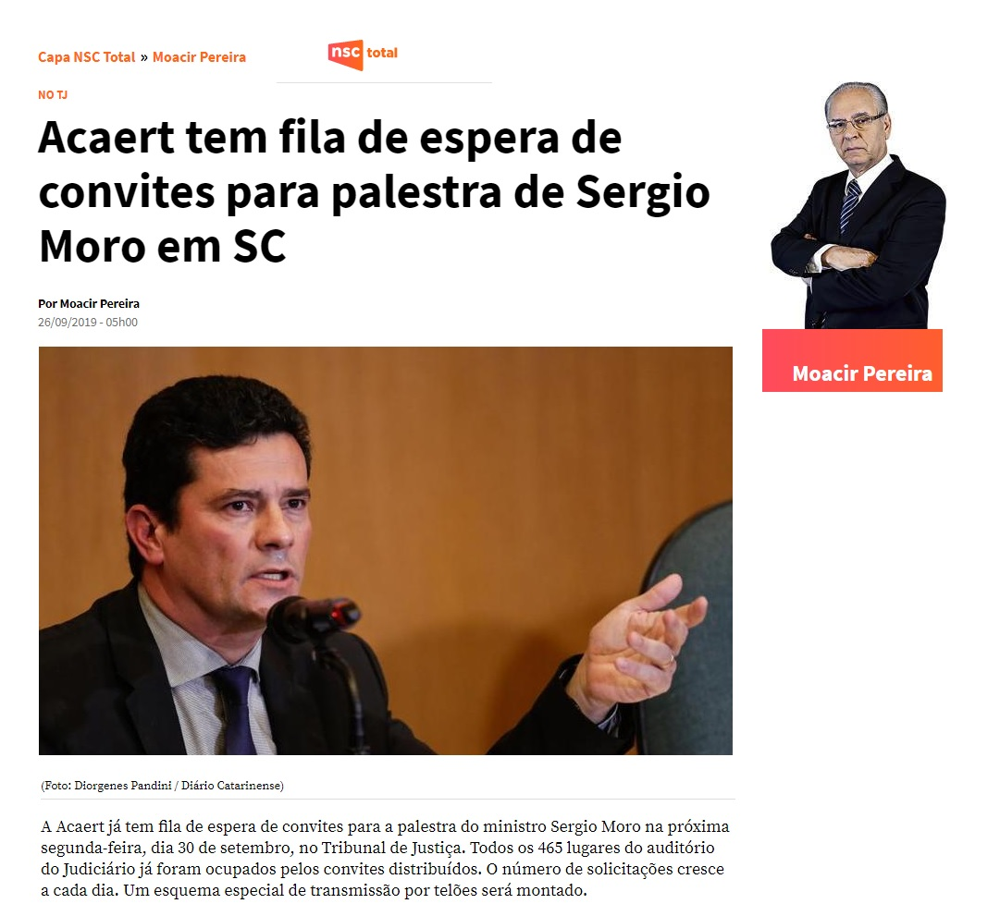 Capa NSC Total » Moacir Pereira
nsc total
NO TJ
Acaert tem fila de espera de
convites para palestra de Sergio
Moro em SC
Por Moacir Pereira
26/09/2019 - 05h00
Moacir Pereira
(Foto: Diorgenes Pandini / Diário Catarinense)
A Acaert já tem fila de espera de convites para a palestra do ministro Sergio Moro na próxima
segunda-feira, dia 30 de setembro, no Tribunal de Justiça. Todos os 465 lugares do auditório
do Judiciário já foram ocupados pelos convites distribuídos. O número de solicitações cresce
a cada dia. Um esquema especial de transmissão por telões será montado.